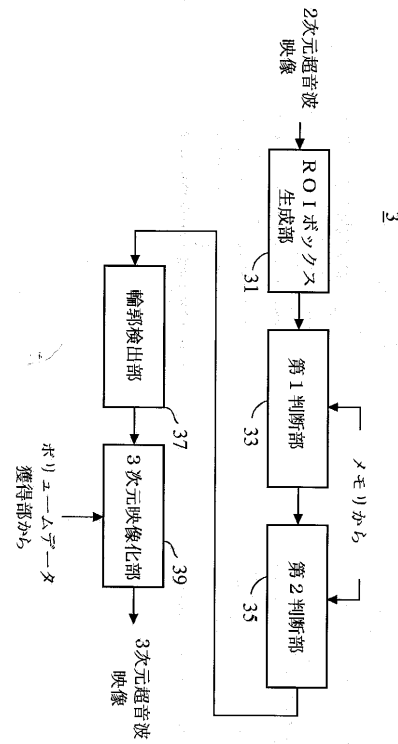 3
2次元超音波
映像
ROIボックス
生成部
31
第1判断部
33
メモリから
第2判断部
35
輪郭検出部
37
3次元映像化部
39
ボリュームデータ
獲得部から
3次元超音波
映像